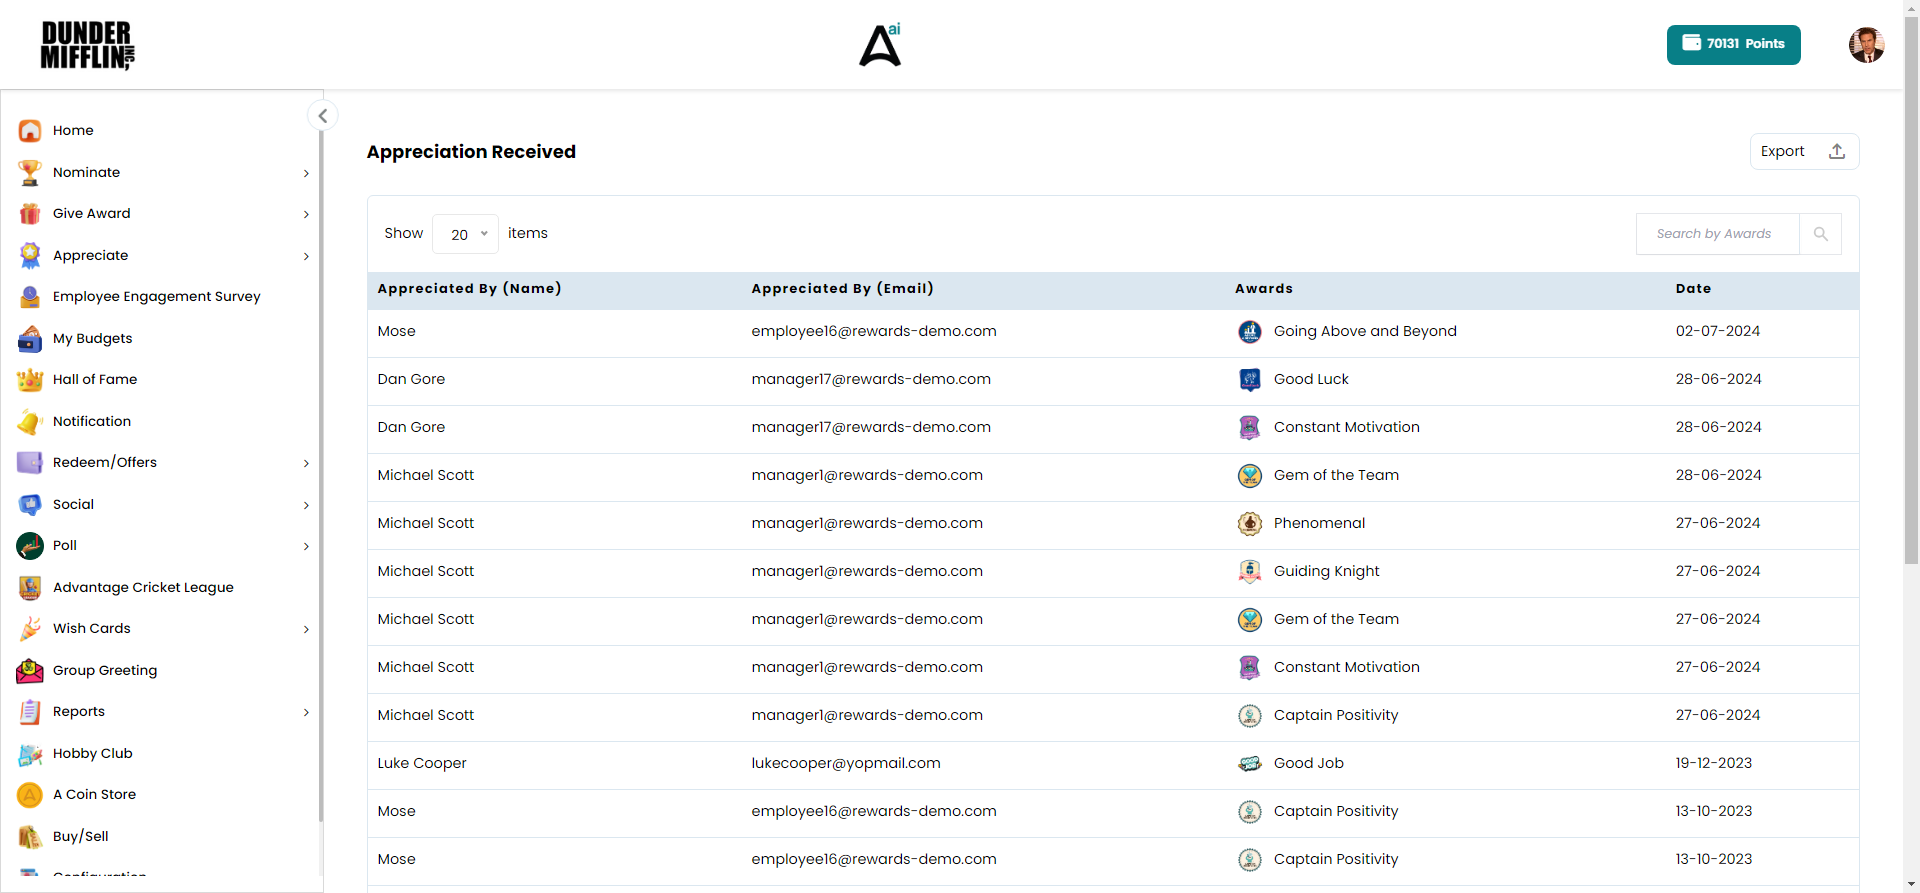 DUNDER
MIFFLIN, INC
ai
70131 Points
Home
Nominate
Give Award
Appreciate
Employee Engagement Survey
My Budgets
Hall of Fame
Notification
Redeem/Offers
Social
Poll
Advantage Cricket League
Wish Cards
Group Greeting
Reports
Hobby Club
A Coin Store
Buy/Sell
Configuration
Appreciation Received
Export
Show 20 items
Search by Awards
Appreciated By (Name) Appreciated By (Email) Awards Date
Mose employee16@rewards-demo.com Going Above and Beyond 02-07-2024
Dan Gore manager17@rewards-demo.com Good Luck 28-06-2024
Dan Gore manager17@rewards-demo.com Constant Motivation 28-06-2024
Michael Scott manager1@rewards-demo.com Gem of the Team 28-06-2024
Michael Scott manager1@rewards-demo.com Phenomenal 27-06-2024
Michael Scott manager1@rewards-demo.com Guiding Knight 27-06-2024
Michael Scott manager1@rewards-demo.com Gem of the Team 27-06-2024
Michael Scott manager1@rewards-demo.com Constant Motivation 27-06-2024
Michael Scott manager1@rewards-demo.com Captain Positivity 27-06-2024
Luke Cooper lukecooper@yopmail.com Good Job 19-12-2023
Mose employee16@rewards-demo.com Captain Positivity 13-10-2023
Mose employee16@rewards-demo.com Captain Positivity 13-10-2023